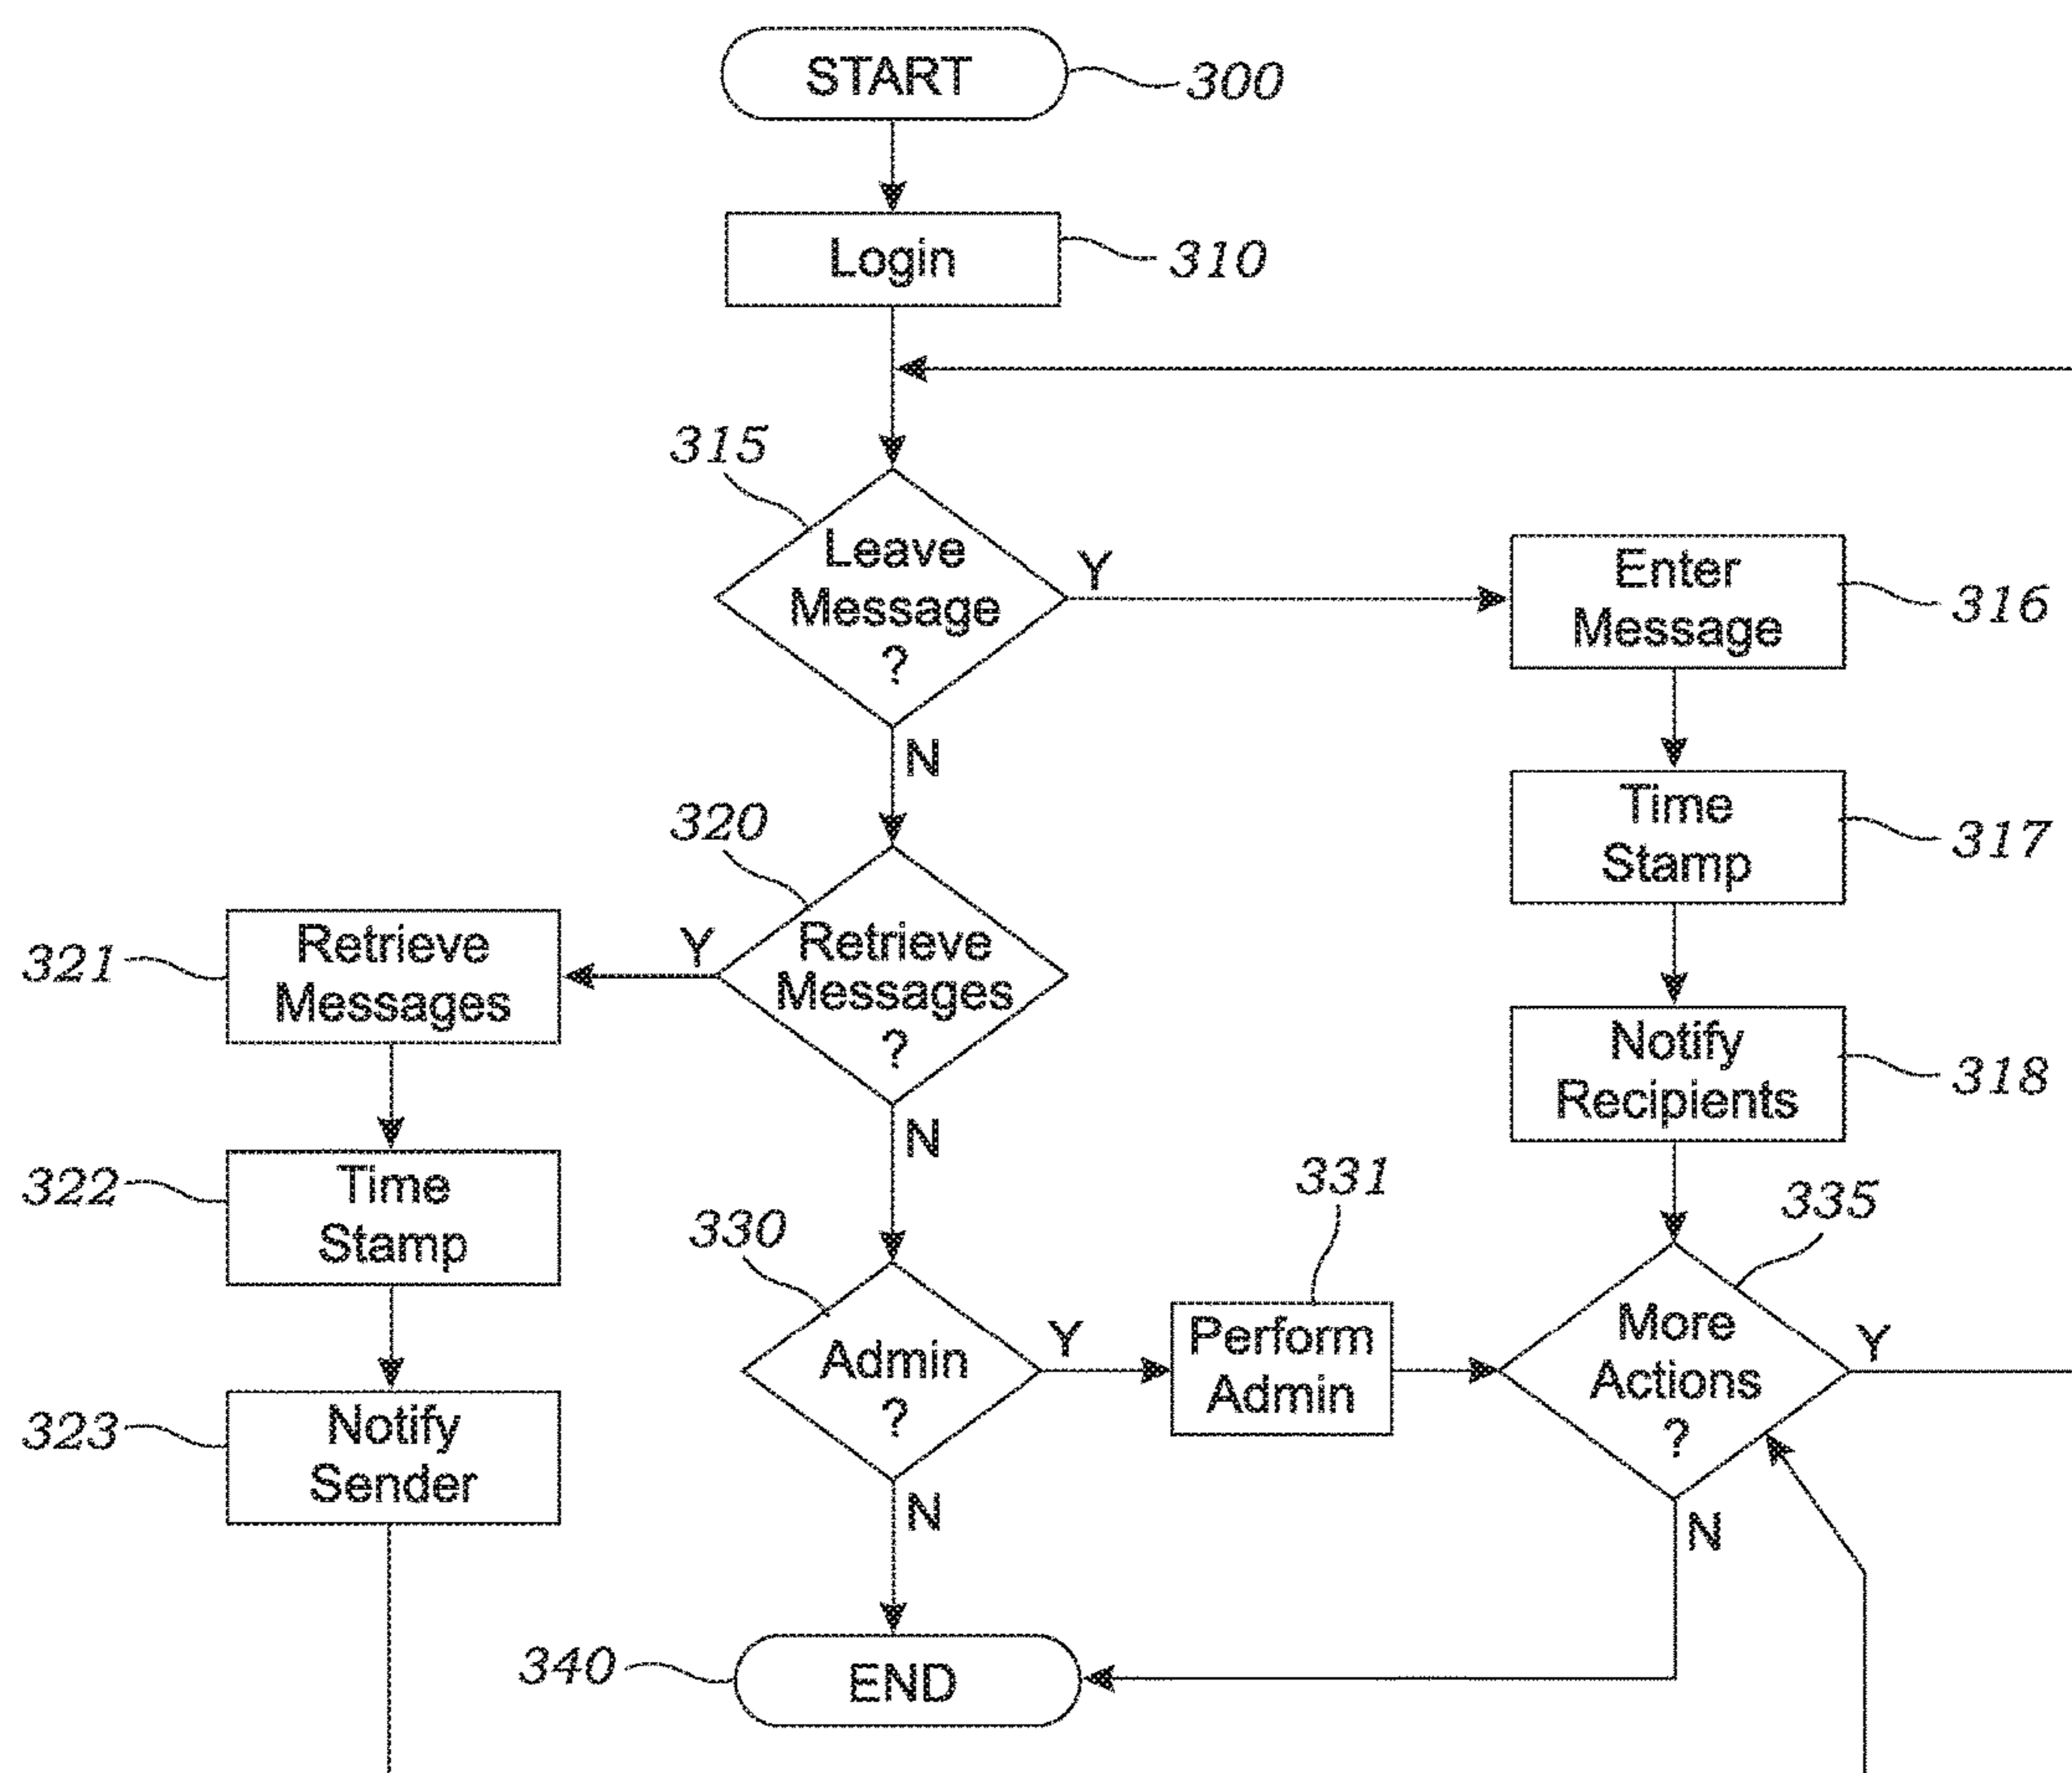 START
300
Login
310
315
Leave
Message
?
Y
N
Enter
Message
316
Time
Stamp
317
320
Retrieve
Messages
?
Y
N
321
Retrieve
Messages
Notify
Recipients
318
322
Time
Stamp
330
Admin
?
Y
N
331
Perform
Admin
335
More
Actions
?
Y
N
323
Notify
Sender
340
END